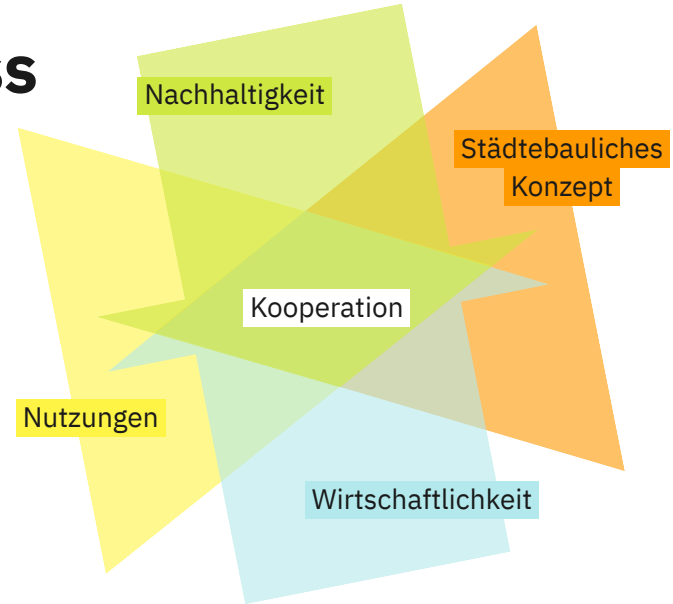 ss
Nachhaltigkeit
Städtebauliches
Konzept
Kooperation
Nutzungen
Wirtschaftlichkeit